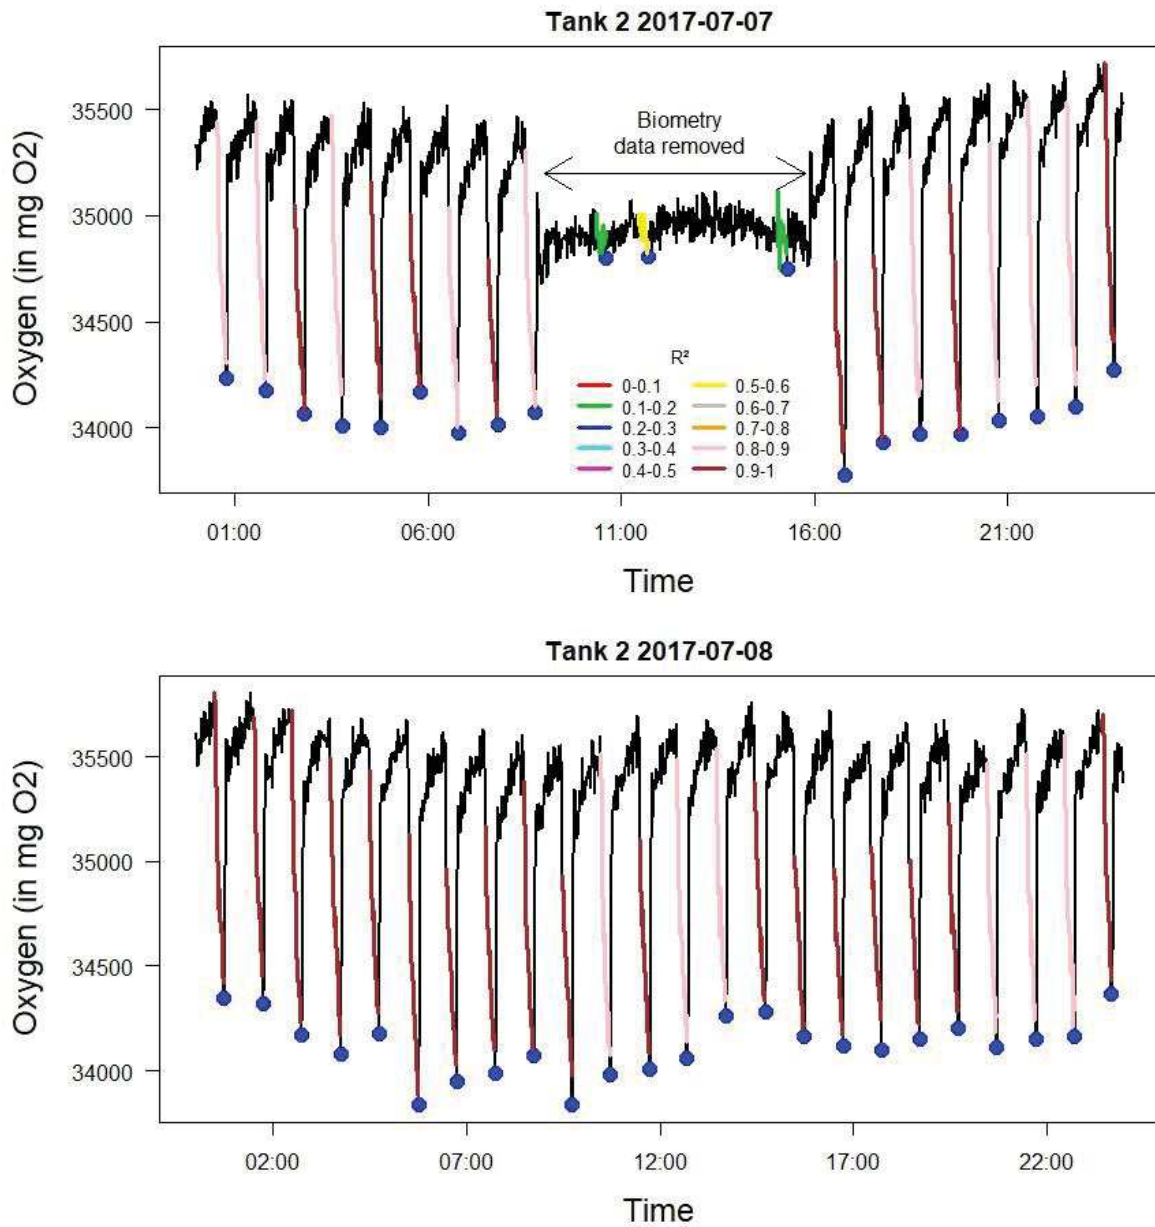 Tank 2 2017-07-07
Oxygen (in mg O2)
35500
35000
34500
34000
Biometry
data removed
R²
0-0.1 0.5-0.6
0.1-0.2 0.6-0.7
0.2-0.3 0.7-0.8
0.3-0.4 0.8-0.9
0.4-0.5 0.9-1
01:00 06:00 11:00 16:00 21:00
Time
Tank 2 2017-07-08
Oxygen (in mg O2)
35500
35000
34500
34000
02:00 07:00 12:00 17:00 22:00
Time